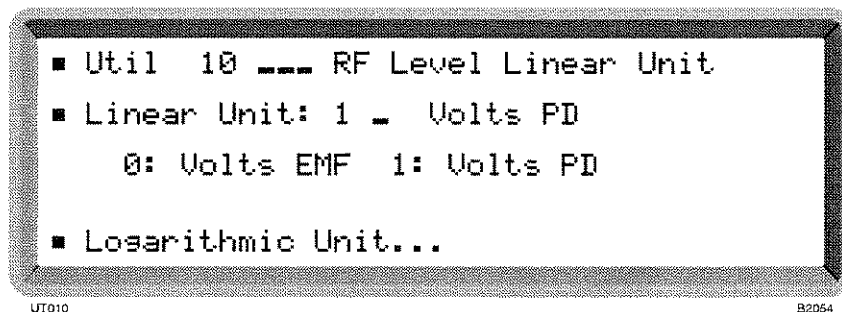 ▪ Util 10 ___ RF Level Linear Unit
▪ Linear Unit: 1 _ Volts PD
0: Volts EMF 1: Volts PD
▪ Logarithmic Unit...
UT010 B2054